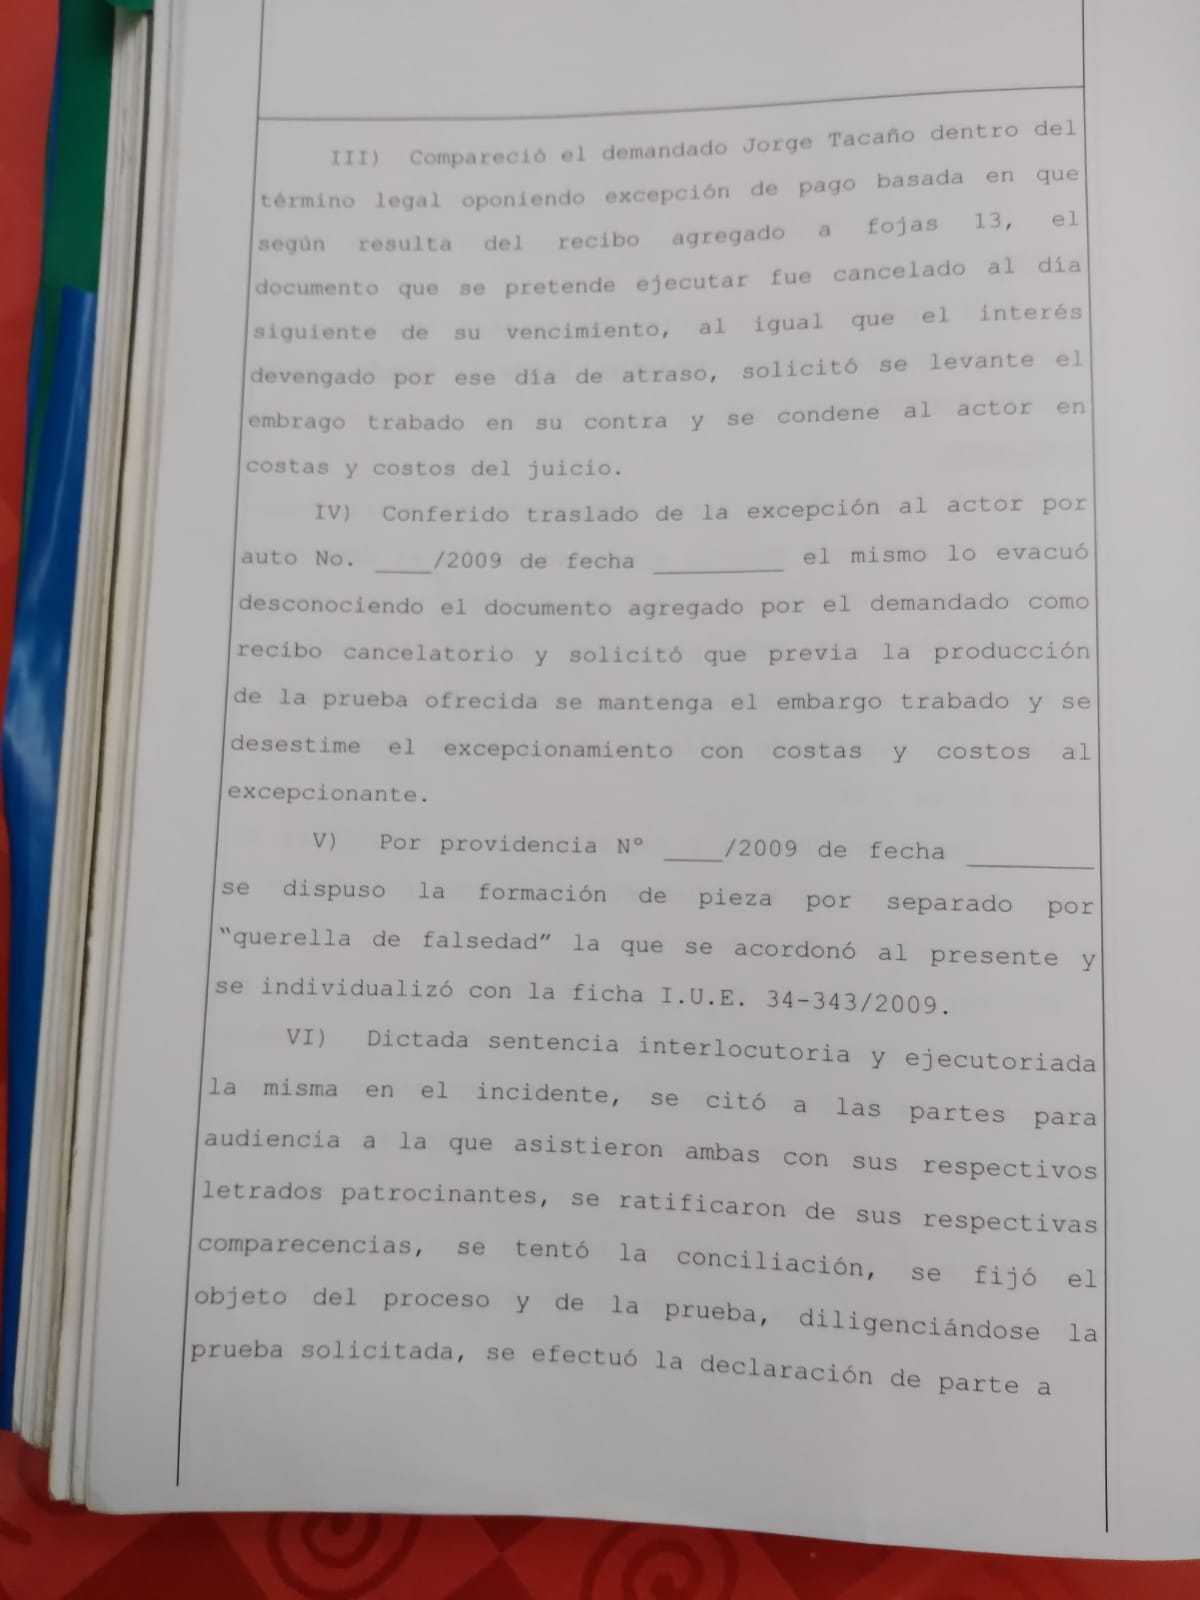 III) Compareció el demandado Jorge Tacaño dentro del
término legal oponiendo excepción de pago basada en que
según resulta del recibo agregado a fojas 13, el
documento que se pretende ejecutar fue cancelado al día
siguiente de su vencimiento, al igual que el interés
devengado por ese día de atraso, solicitó se levante el
embrago trabado en su contra y se condene al actor en
costas y costos del juicio.
IV) Conferido traslado de la excepción al actor por
auto No. ____/2009 de fecha _________ el mismo lo evacuó
desconociendo el documento agregado por el demandado como
recibo cancelatorio y solicitó que previa la producción
de la prueba ofrecida se mantenga el embargo trabado y se
desestime el excepcionamiento con costas y costos al
excepcionante.
V) Por providencia Nº ____/2009 de fecha _________
se dispuso la formación de pieza por separado por
“querella de falsedad” la que se acordonó al presente y
se individualizó con la ficha I.U.E. 34-343/2009.
VI) Dictada sentencia interlocutoria y ejecutoriada
la misma en el incidente, se citó a las partes para
audiencia a la que asistieron ambas con sus respectivos
letrados patrocinantes, se ratificaron de sus respectivas
comparecencias, se tentó la conciliación, se fijó el
objeto del proceso y de la prueba, diligenciándose la
prueba solicitada, se efectuó la declaración de parte a